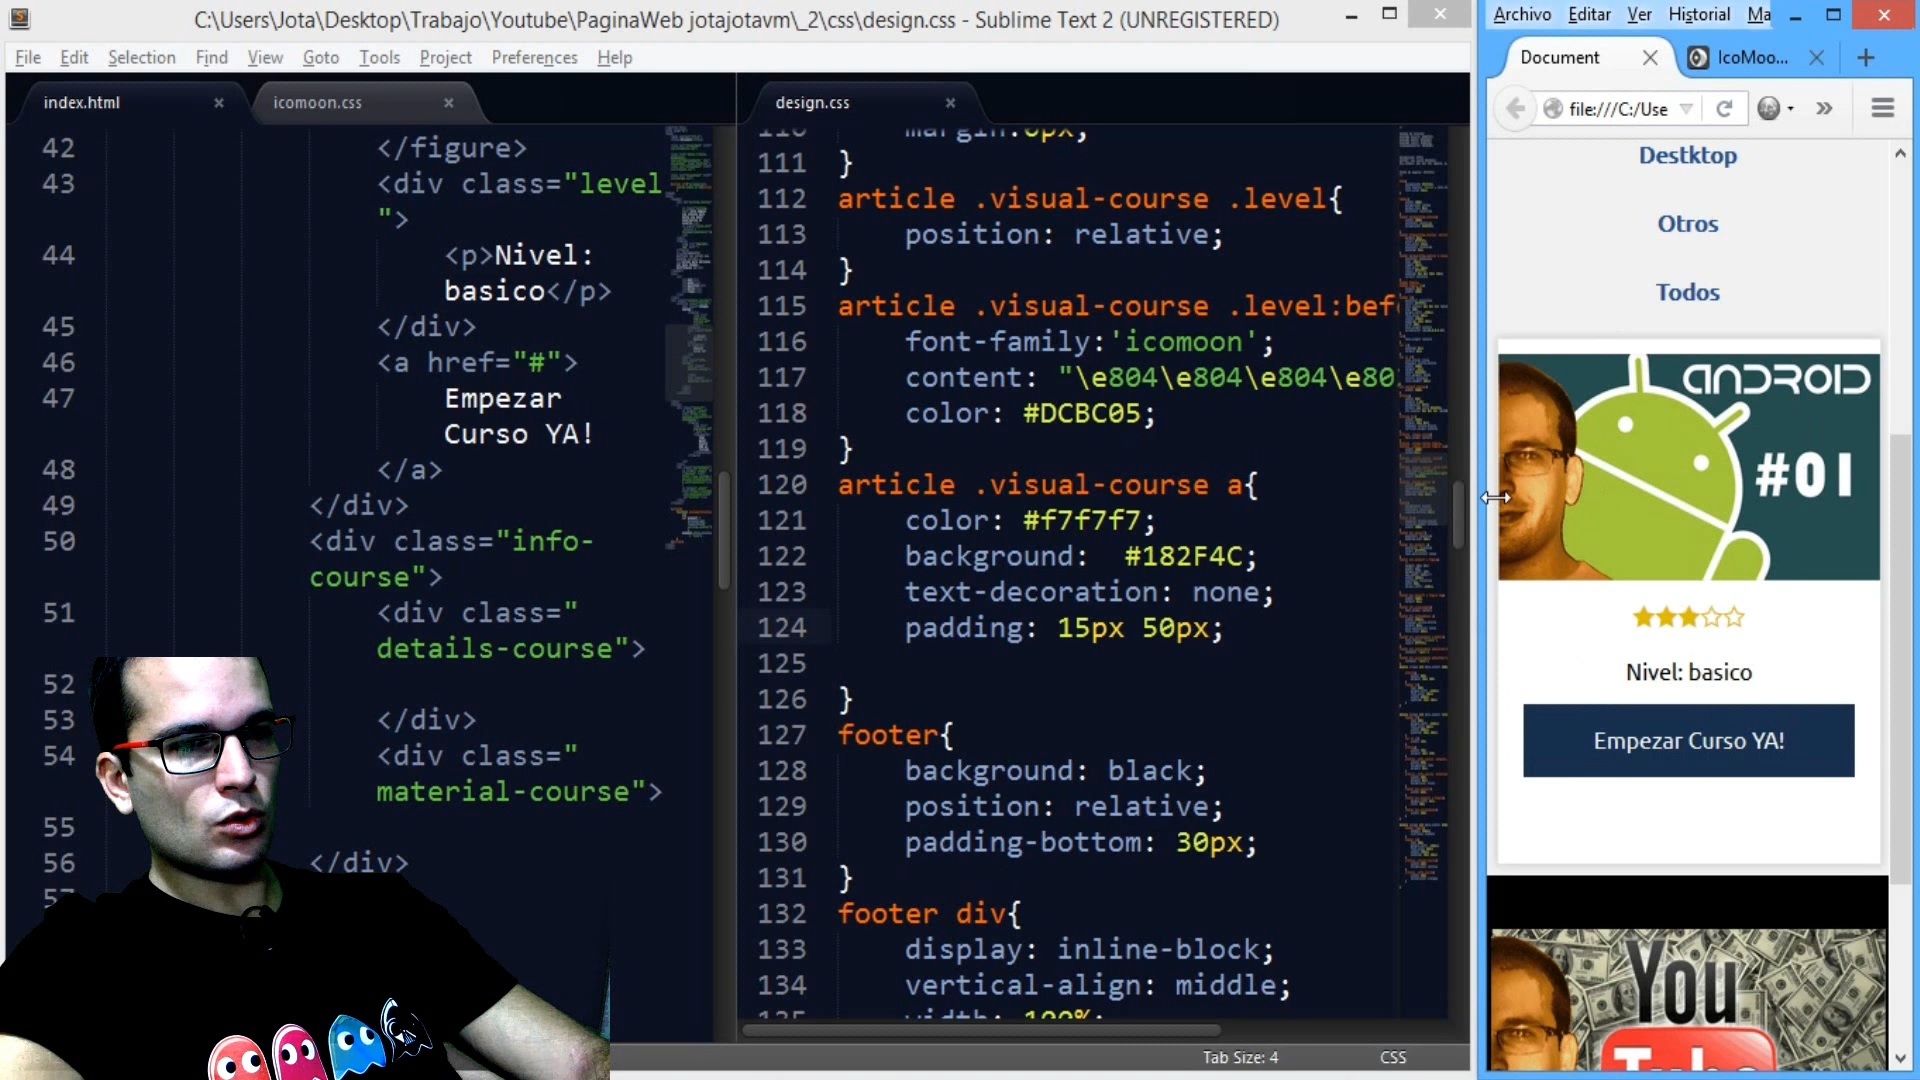 C:\Users\Jota\Desktop\Trabajo\Youtube\PaginaWeb jotajotavm\_2\css\design.css - Sublime Text 2 (UNREGISTERED)
File Edit Selection Find View Goto Tools Project Preferences Help
index.html
icomoon.css
42 </figure>
43 <div class="level
">
44 <p>Nivel:
basico</p>
45 </div>
46 <a href="#">
47 Empezar
Curso YA!
48 </a>
49 </div>
50 <div class="info-
course">
51 <div class="
details-course">
52
53 </div>
54 <div class="
material-course">
55
56 </div>
design.css
margin:0px;
111 }
112 article .visual-course .level{
113 position: relative;
114 }
115 article .visual-course .level:bef
116 font-family:'icomoon';
117 content: "\e804\e804\e804\e80
118 color: #DCBC05;
119 }
120 article .visual-course a{
121 color: #f7f7f7;
122 background: #182F4C;
123 text-decoration: none;
124 padding: 15px 50px;
125
126 }
127 footer{
128 background: black;
129 position: relative;
130 padding-bottom: 30px;
131 }
132 footer div{
133 display: inline-block;
134 vertical-align: middle;
width: 100%;
Tab Size: 4 CSS
Archivo Editar Ver Historial Ma
Document
IcoMoo...
file:///C:/Use
Destktop
Otros
Todos
ANDROID
#01
Nivel: basico
Empezar Curso YA!
You
Tube